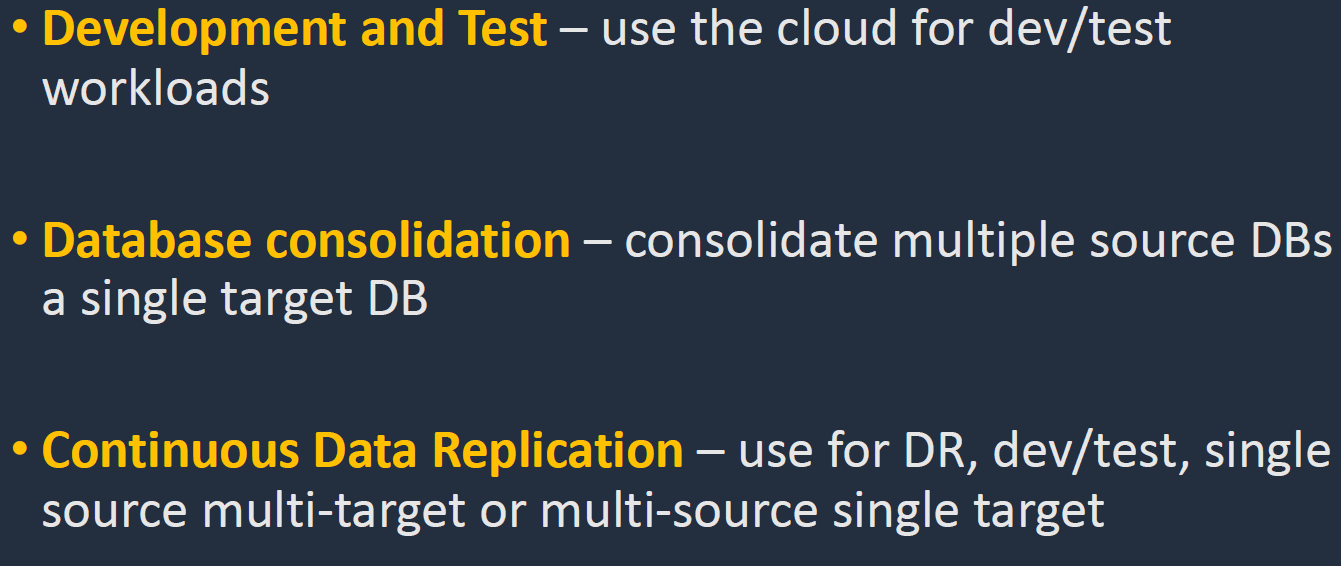 • Development and Test – use the cloud for dev/test
workloads
• Database consolidation – consolidate multiple source DBs
a single target DB
• Continuous Data Replication – use for DR, dev/test, single
source multi-target or multi-source single target